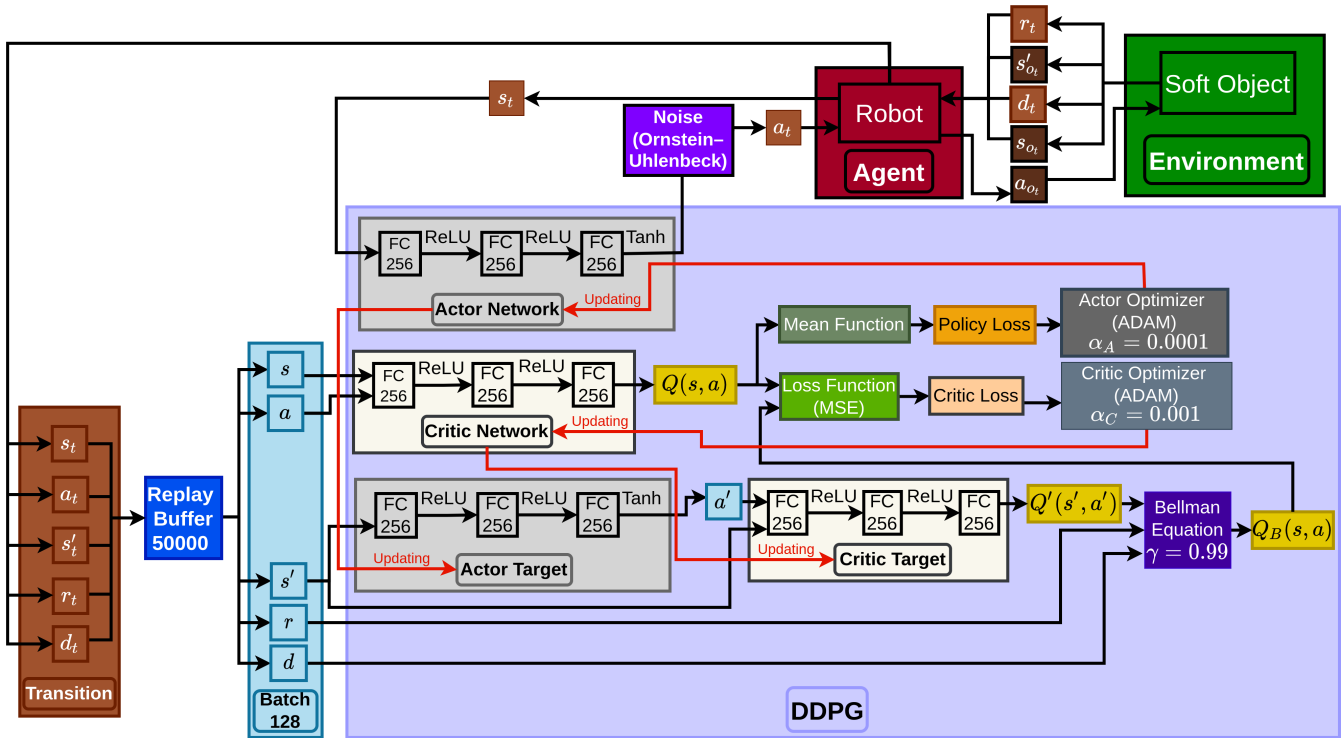 r_t
s'_{o_t}
d_t
s_{o_t}
a_{o_t}
Soft Object
Environment
Robot
Agent
s_t
Noise
(Ornstein–
Uhlenbeck)
a_t
FC
256
ReLU
FC
256
ReLU
FC
256
Tanh
Actor Network
Updating
Mean Function
Policy Loss
Actor Optimizer
(ADAM)
α_A = 0.0001
s
a
FC
256
ReLU
FC
256
ReLU
FC
256
Critic Network
Updating
Q(s, a)
Loss Function
(MSE)
Critic Loss
Critic Optimizer
(ADAM)
α_C = 0.001
s_t
a_t
s'_t
r_t
d_t
Transition
Replay
Buffer
50000
FC
256
ReLU
FC
256
ReLU
FC
256
Tanh
Updating
Actor Target
a'
FC
256
ReLU
FC
256
ReLU
FC
256
Updating
Critic Target
Q'(s', a')
Bellman
Equation
γ = 0.99
Q_B(s, a)
s'
r
d
Batch
128
DDPG